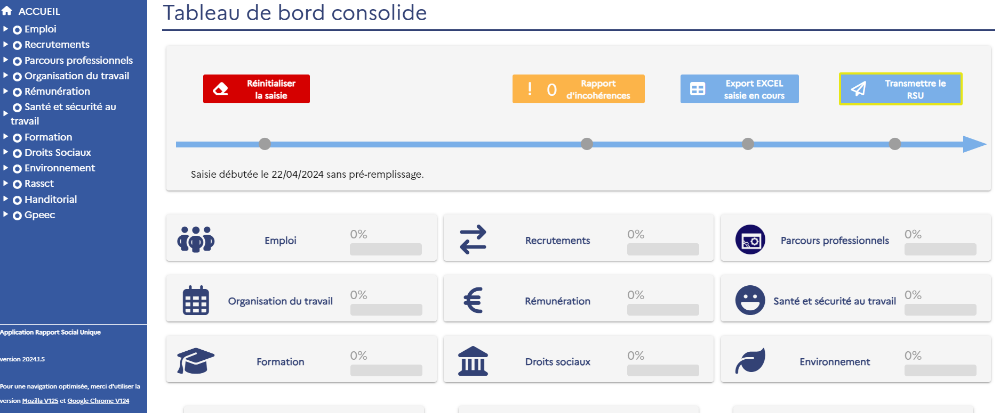 ACCUEIL
Emploi
Recrutements
Parcours professionnels
Organisation du travail
Rémunération
Santé et sécurité au
travail
Formation
Droits Sociaux
Environnement
Rassct
Handitorial
Gpeec
Application Rapport Social Unique
version 2024.1.5
Pour une navigation optimisée, merci d'utiliser la
version Mozilla V125 et Google Chrome V124
Tableau de bord consolide
Réinitialiser
la saisie
! 0 Rapport
d'incohérences
Export EXCEL
saisie en cours
Transmettre le
RSU
Saisie débutée le 22/04/2024 sans pré-remplissage.
Emploi 0%
Recrutements 0%
Parcours professionnels 0%
Organisation du travail 0%
Rémunération 0%
Santé et sécurité au travail 0%
Formation 0%
Droits sociaux 0%
Environnement 0%